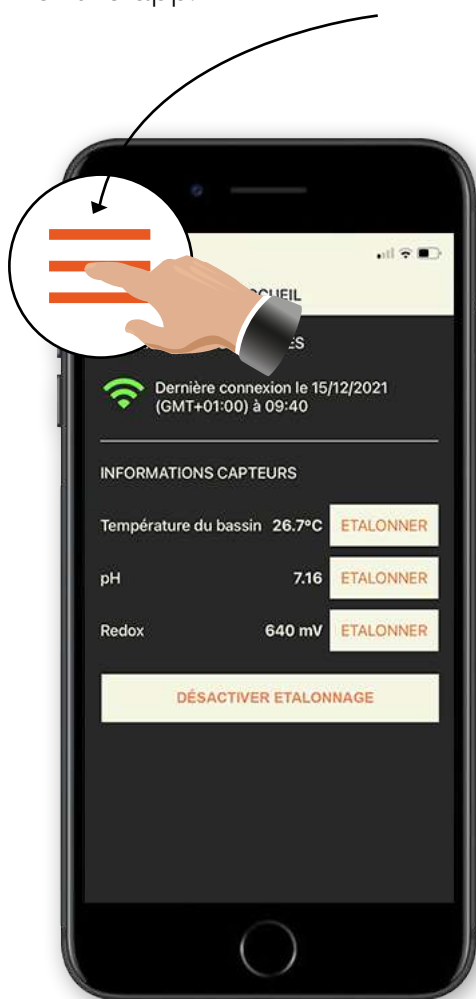 ACCUEIL
Dernière connexion le 15/12/2021
(GMT+01:00) à 09:40
INFORMATIONS CAPTEURS
Température du bassin 26.7°C ETALONNER
pH 7.16 ETALONNER
Redox 640 mV ETALONNER
DÉSACTIVER ETALONNAGE